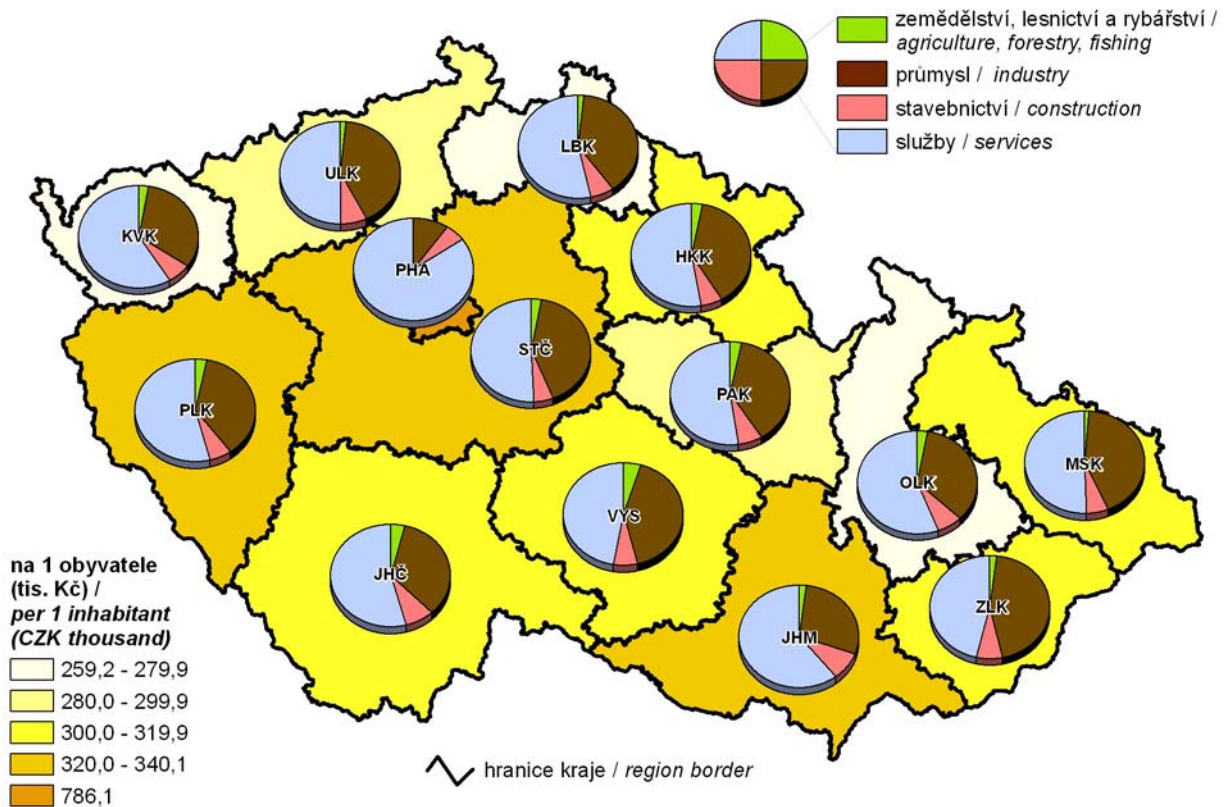 zemědělství, lesnictví a rybářství /
agriculture, forestry, fishing
průmysl / industry
stavebnictví / construction
služby / services
LBK
ULK
KVK
HKK
PHA
STČ
PAK
PLK
MSK
OLK
VYS
JHČ
ZLK
JHM
na 1 obyvatele
(tis. Kč) /
per 1 inhabitant
(CZK thousand)
259,2 - 279,9
280,0 - 299,9
300,0 - 319,9
320,0 - 340,1
786,1
hranice kraje / region border